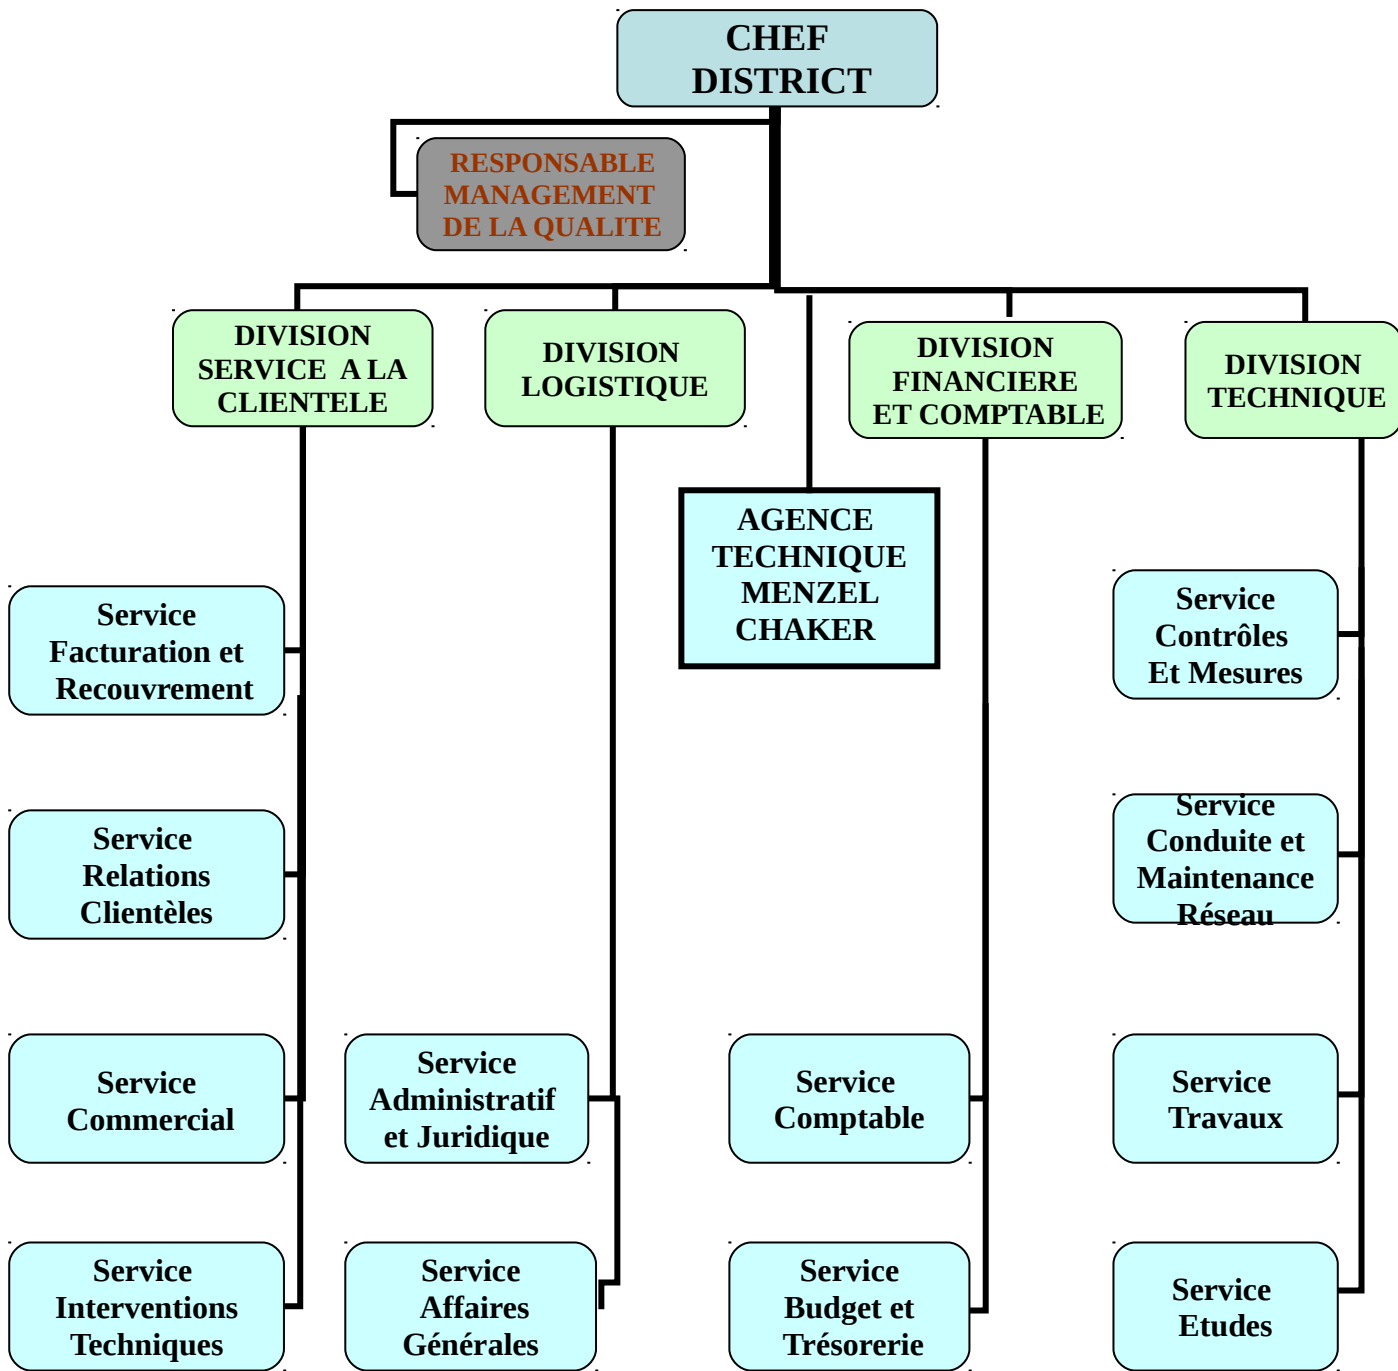 CHEF
DISTRICT
RESPONSABLE
MANAGEMENT
DE LA QUALITE
DIVISION
SERVICE A LA
CLIENTELE
DIVISION
LOGISTIQUE
DIVISION
FINANCIERE
ET COMPTABLE
DIVISION
TECHNIQUE
AGENCE
TECHNIQUE
MENZEL
CHAKER
Service
Facturation et
Recouvrement
Service
Contrôles
Et Mesures
Service
Relations
Clientèles
Service
Conduite et
Maintenance
Réseau
Service
Commercial
Service
Administratif
et Juridique
Service
Comptable
Service
Travaux
Service
Interventions
Techniques
Service
Affaires
Générales
Service
Budget et
Trésorerie
Service
Etudes